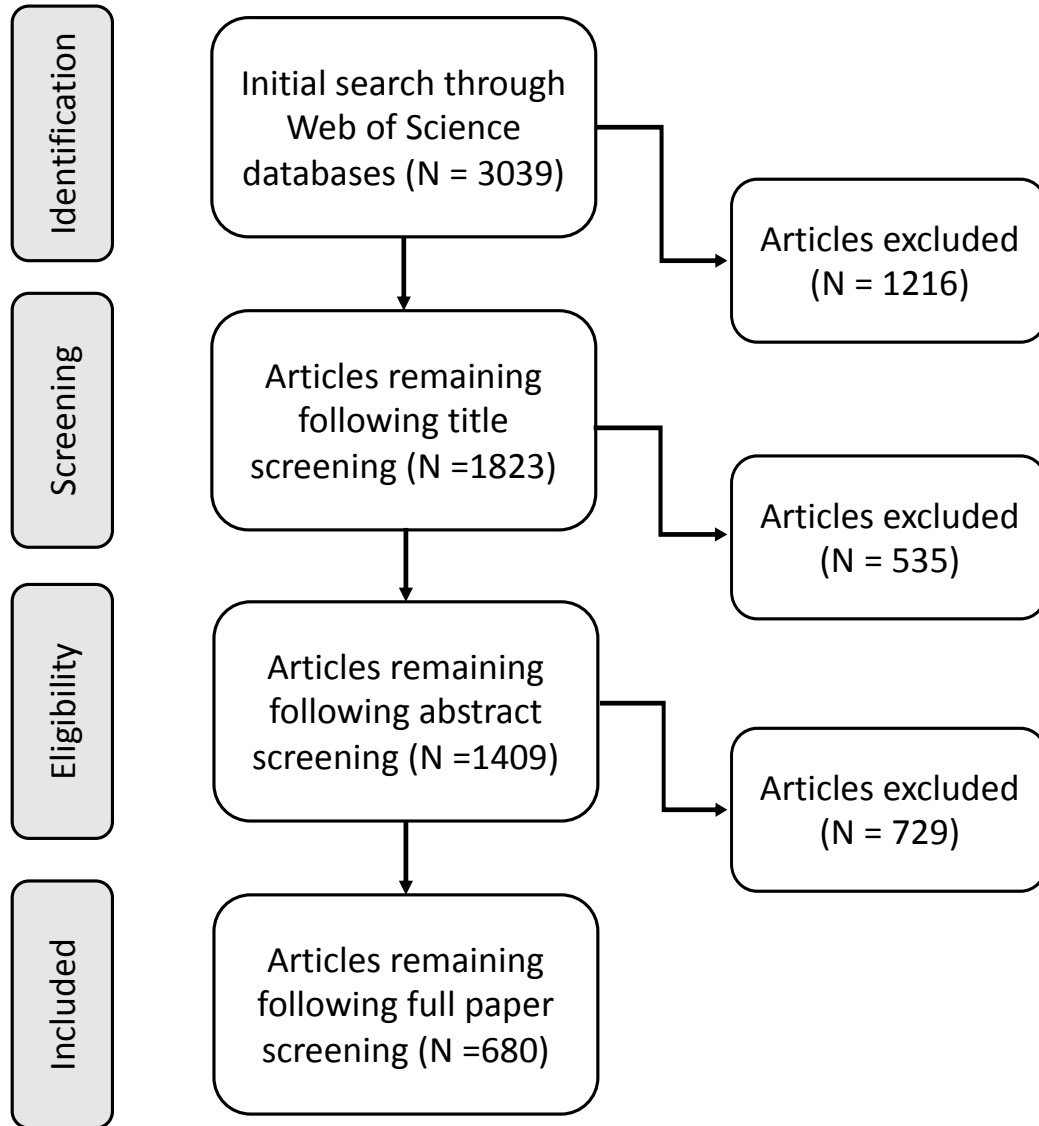 Identification
Initial search through
Web of Science
databases (N = 3039)
Articles excluded
(N = 1216)
Screening
Articles remaining
following title
screening (N =1823)
Articles excluded
(N = 535)
Eligibility
Articles remaining
following abstract
screening (N =1409)
Articles excluded
(N = 729)
Included
Articles remaining
following full paper
screening (N =680)